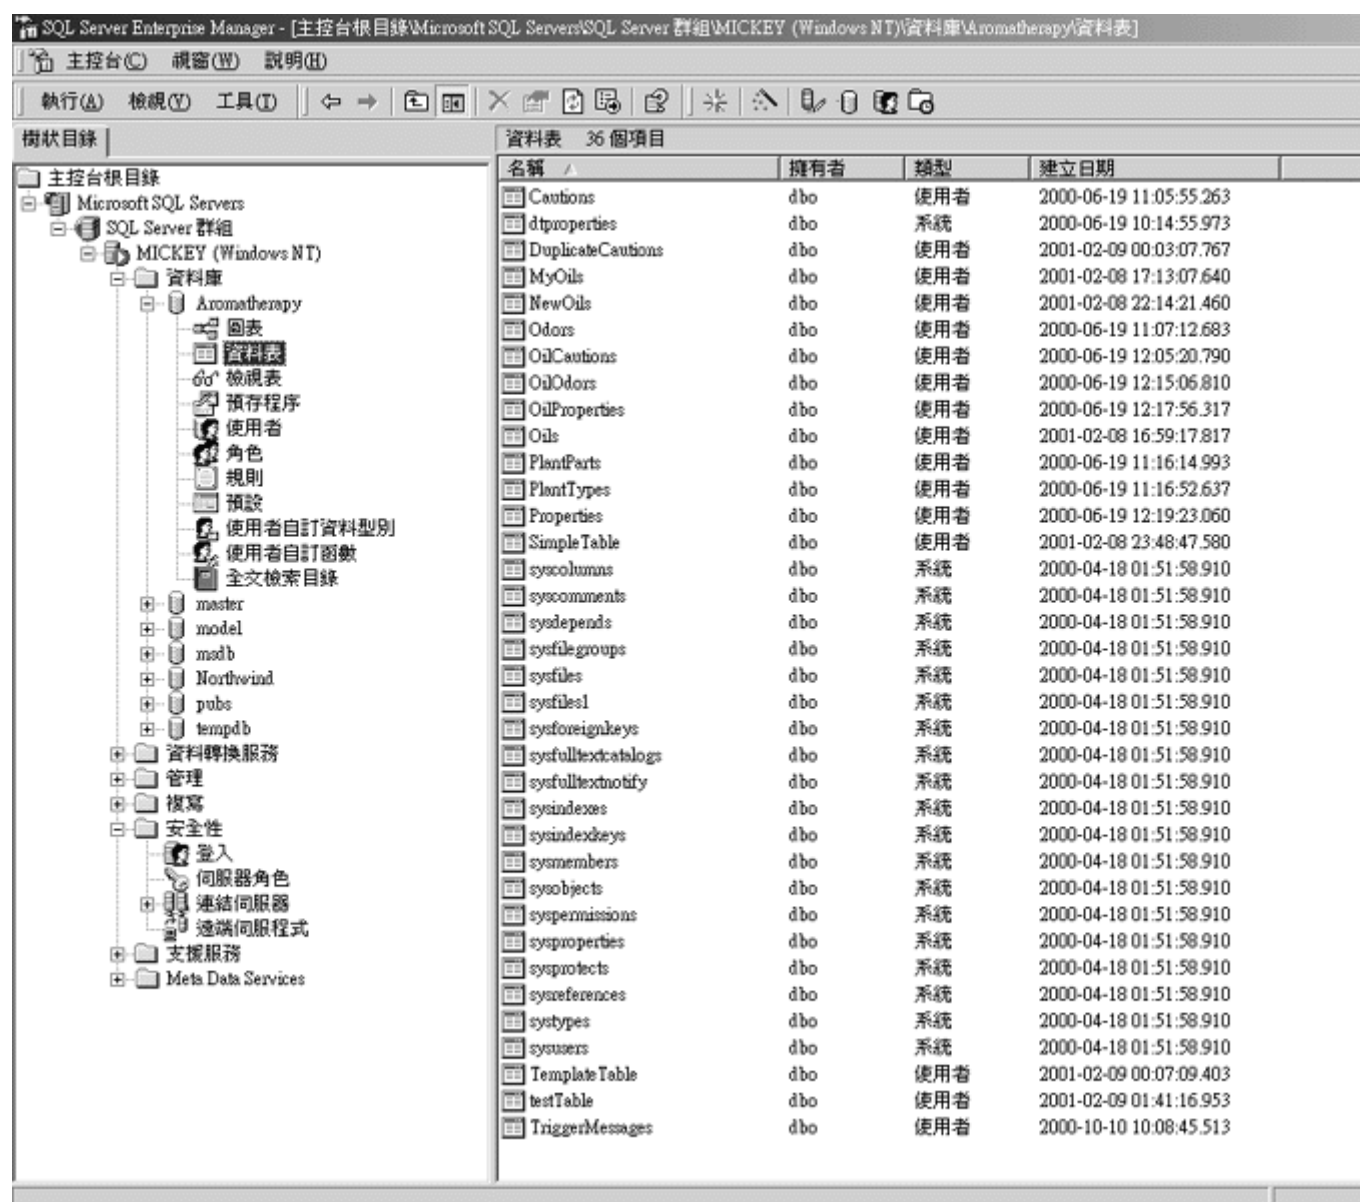 SQL Server Enterprise Manager - [主控台根目錄\Microsoft SQL Servers\SQL Server 群組\MICKEY (Windows NT)\資料庫\Aromatherapy\資料表]
主控台(C) 視窗(W) 說明(H)
執行(A) 檢視(V) 工具(T)
樹狀目錄
主控台根目錄
Microsoft SQL Servers
SQL Server 群組
MICKEY (Windows NT)
資料庫
Aromatherapy
圖表
資料表
檢視表
預存程序
使用者
角色
規則
預設
使用者自訂資料型別
使用者自訂函數
全文檢索目錄
master
model
msdb
Northwind
pubs
tempdb
資料轉換服務
管理
複寫
安全性
登入
伺服器角色
連結伺服器
遠端伺服程式
支援服務
Meta Data Services
資料表 36 個項目
名稱 擁有者 類型 建立日期
Cautions dbo 使用者 2000-06-19 11:05:55.263
dtproperties dbo 系統 2000-06-19 10:14:55.973
DuplicateCautions dbo 使用者 2001-02-09 00:03:07.767
MyOils dbo 使用者 2001-02-08 17:13:07.640
NewOils dbo 使用者 2001-02-08 22:14:21.460
Odors dbo 使用者 2000-06-19 11:07:12.683
OilCautions dbo 使用者 2000-06-19 12:05:20.790
OilOdors dbo 使用者 2000-06-19 12:15:06.810
OilProperties dbo 使用者 2000-06-19 12:17:56.317
Oils dbo 使用者 2001-02-08 16:59:17.817
PlantParts dbo 使用者 2000-06-19 11:16:14.993
PlantTypes dbo 使用者 2000-06-19 11:16:52.637
Properties dbo 使用者 2000-06-19 12:19:23.060
SimpleTable dbo 使用者 2001-02-08 23:48:47.580
syscolumns dbo 系統 2000-04-18 01:51:58.910
syscomments dbo 系統 2000-04-18 01:51:58.910
sysdepends dbo 系統 2000-04-18 01:51:58.910
sysfilegroups dbo 系統 2000-04-18 01:51:58.910
sysfiles dbo 系統 2000-04-18 01:51:58.910
sysfiles1 dbo 系統 2000-04-18 01:51:58.910
sysforeignkeys dbo 系統 2000-04-18 01:51:58.910
sysfulltextcatalogs dbo 系統 2000-04-18 01:51:58.910
sysfulltextnotify dbo 系統 2000-04-18 01:51:58.910
sysindexes dbo 系統 2000-04-18 01:51:58.910
sysindexkeys dbo 系統 2000-04-18 01:51:58.910
sysmembers dbo 系統 2000-04-18 01:51:58.910
sysobjects dbo 系統 2000-04-18 01:51:58.910
syspermissions dbo 系統 2000-04-18 01:51:58.910
sysproperties dbo 系統 2000-04-18 01:51:58.910
sysprotects dbo 系統 2000-04-18 01:51:58.910
sysreferences dbo 系統 2000-04-18 01:51:58.910
systypes dbo 系統 2000-04-18 01:51:58.910
sysusers dbo 系統 2000-04-18 01:51:58.910
TemplateTable dbo 使用者 2001-02-09 00:07:09.403
testTable dbo 使用者 2001-02-09 01:41:16.953
TriggerMessages dbo 使用者 2000-10-10 10:08:45.513